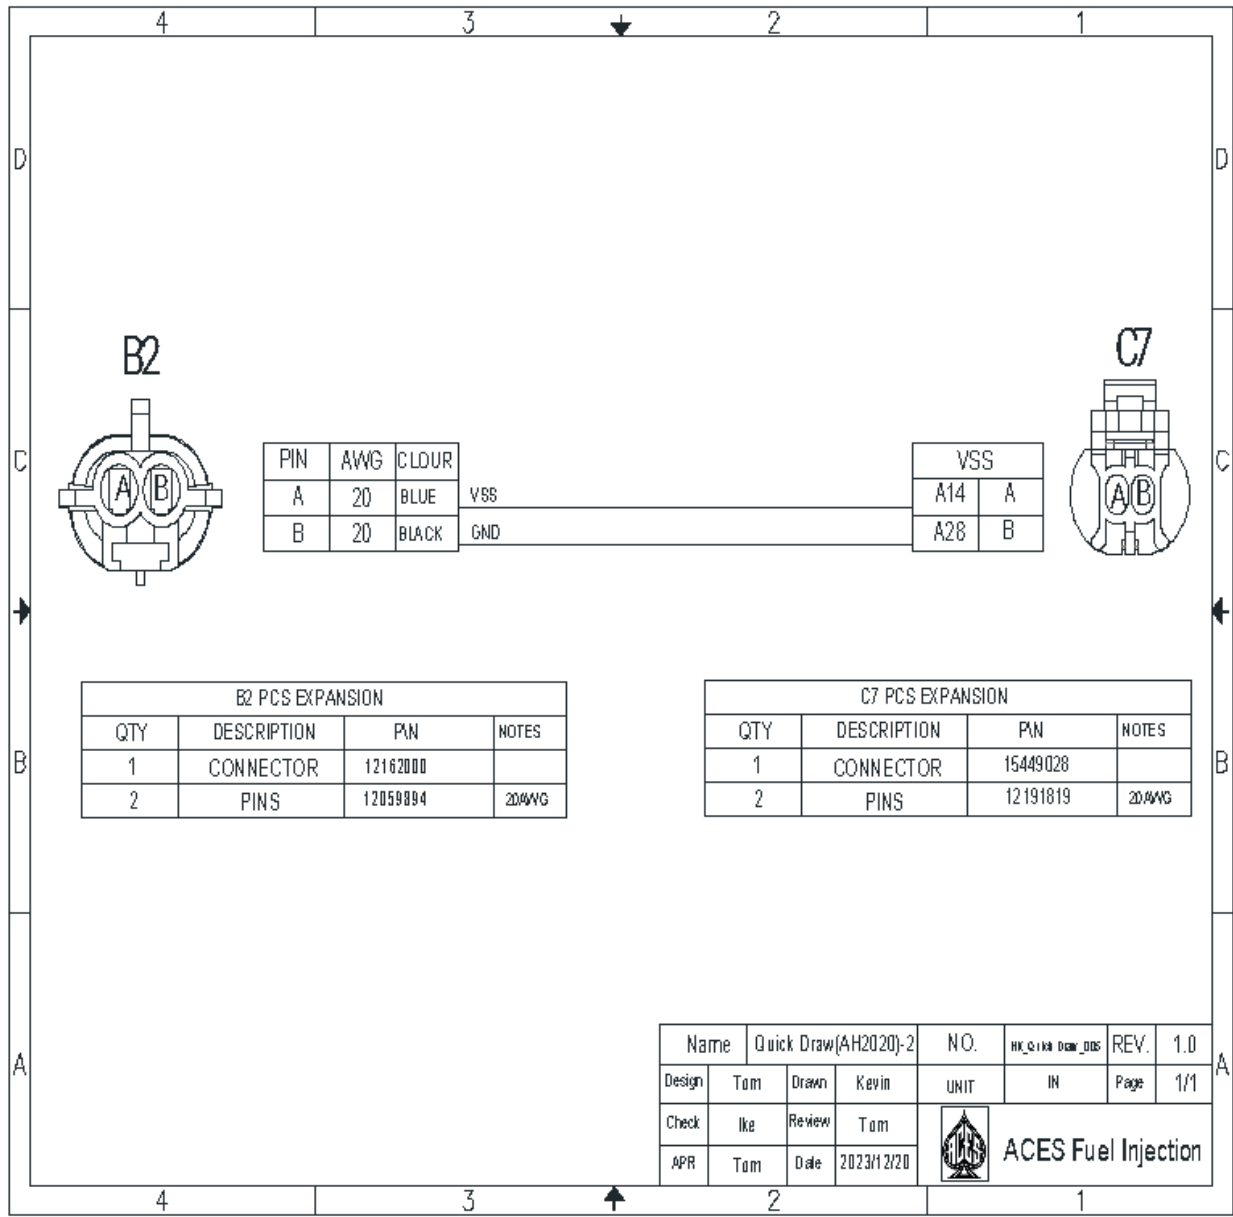 4 3 2 1
D D
B2 C7
C C
PIN AWG CLOUR
A 20 BLUE VSS
B 20 BLACK GND
VSS
A14 A
A28 B
A B
A B
B2 PCS EXPANSION
QTY DESCRIPTION P\N NOTES
1 CONNECTOR 12162000
2 PINS 12059894 20AWG
C7 PCS EXPANSION
QTY DESCRIPTION P\N NOTES
1 CONNECTOR 15449028
2 PINS 12191819 20AWG
B B
A A
Name Quick Draw(AH2020)-2 NO. REV. 1.0
Design Tom Drawn Kevin UNIT IN Page 1/1
Check Ike Review Tom
APR Tom Date 2023/12/20
ACES
ACES Fuel Injection
4 3 2 1